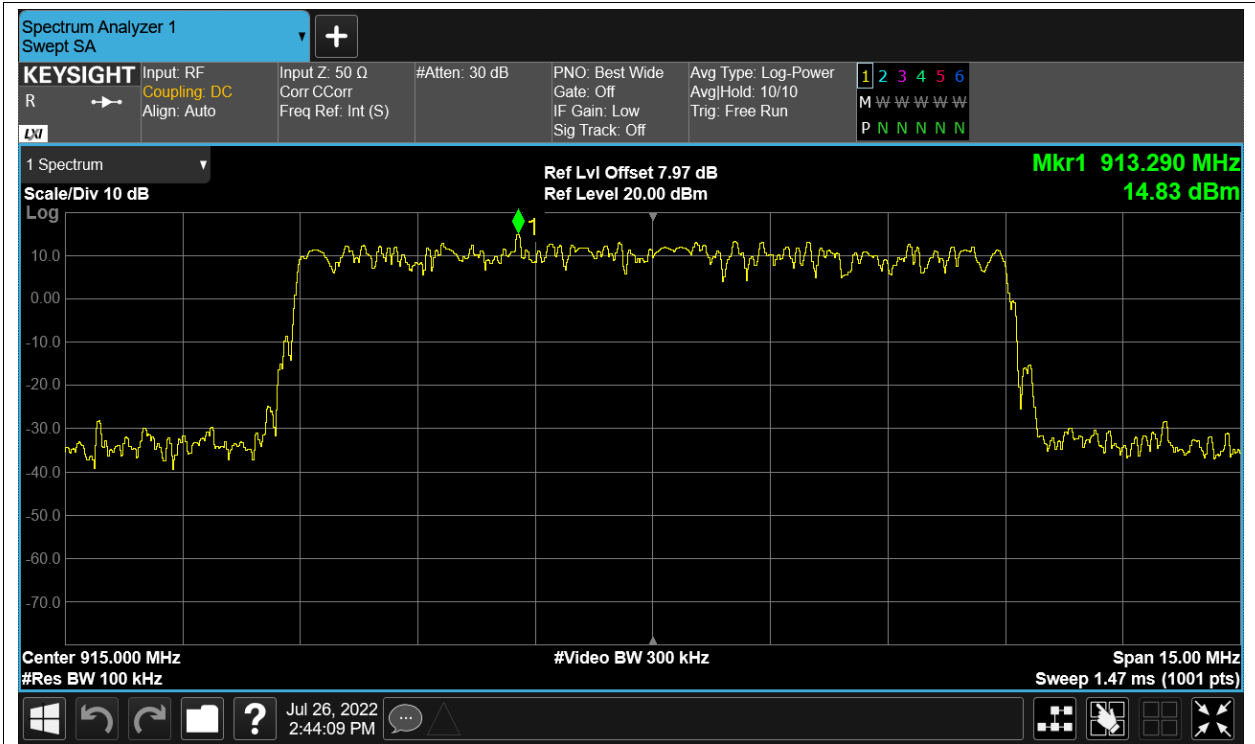 Spectrum Analyzer 1
Swept SA
KEYSIGHT
R
LXI
Input: RF
Coupling: DC
Align: Auto
Input Z: 50 Ω
Corr CCorr
Freq Ref: Int (S)
#Atten: 30 dB
PNO: Best Wide
Gate: Off
IF Gain: Low
Sig Track: Off
Avg Type: Log-Power
Avg|Hold: 10/10
Trig: Free Run
1 2 3 4 5 6
M W W W W W W
P N N N N N
1 Spectrum
Scale/Div 10 dB
Log
Ref Lvl Offset 7.97 dB
Ref Level 20.00 dBm
Mkr1 913.290 MHz
14.83 dBm
1
10.0
0.00
-10.0
-20.0
-30.0
-40.0
-50.0
-60.0
-70.0
Center 915.000 MHz
#Video BW 300 kHz
Span 15.00 MHz
#Res BW 100 kHz
Sweep 1.47 ms (1001 pts)
?
Jul 26, 2022
2:44:09 PM